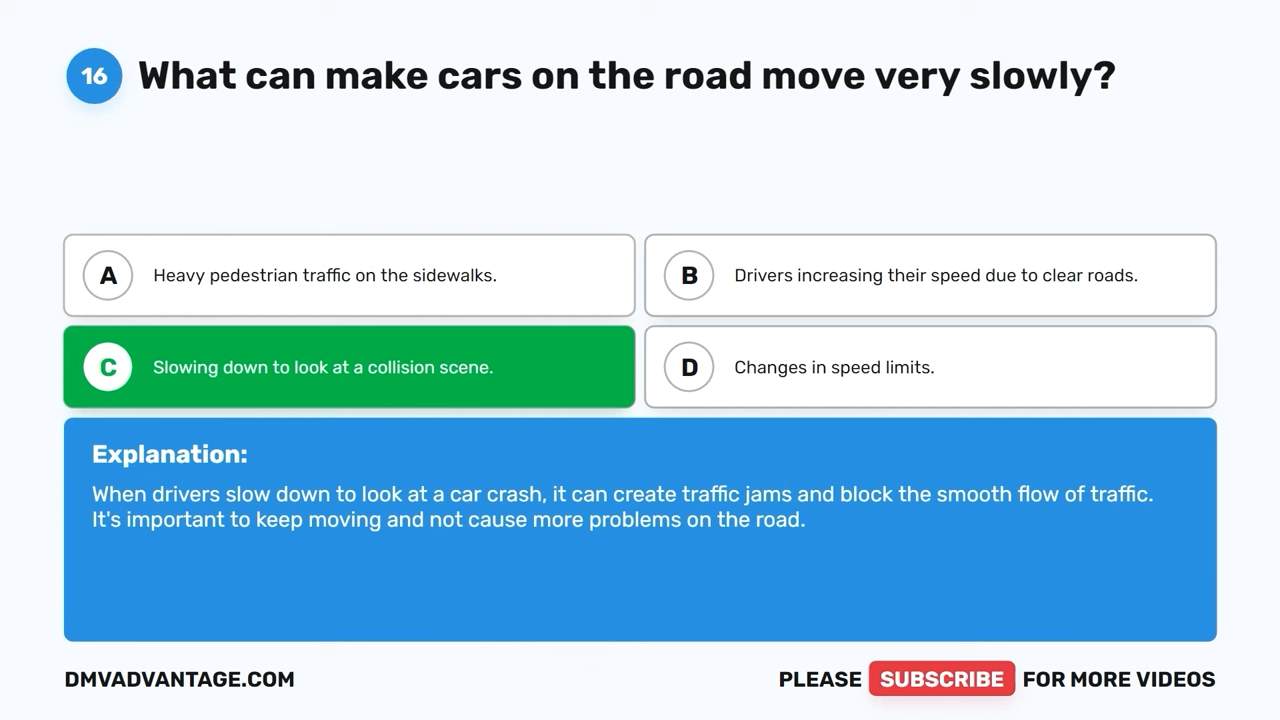 16 What can make cars on the road move very slowly?
A Heavy pedestrian traffic on the sidewalks.
B Drivers increasing their speed due to clear roads.
C Slowing down to look at a collision scene.
D Changes in speed limits.
Explanation:
When drivers slow down to look at a car crash, it can create traffic jams and block the smooth flow of traffic.
It's important to keep moving and not cause more problems on the road.
DMVADVANTAGE.COM
PLEASE SUBSCRIBE FOR MORE VIDEOS